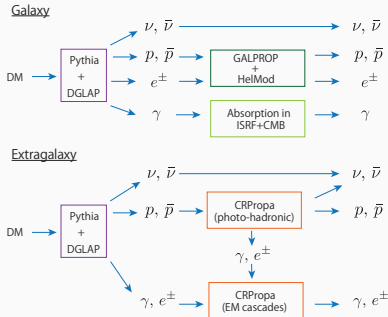 Galaxy
ν, ν̄ ν, ν̄
Pythia
+
DGLAP
DM
p, p̄ GALPROP
+
HelMod p, p̄
e± e±
γ Absorption in
ISRF+CMB γ
Extragalaxy
ν, ν̄ ν, ν̄
Pythia
+
DGLAP
DM
p, p̄ CRPropa
(photo-hadronic) p, p̄
γ, e±
γ, e± CRPropa
(EM cascades) γ, e±